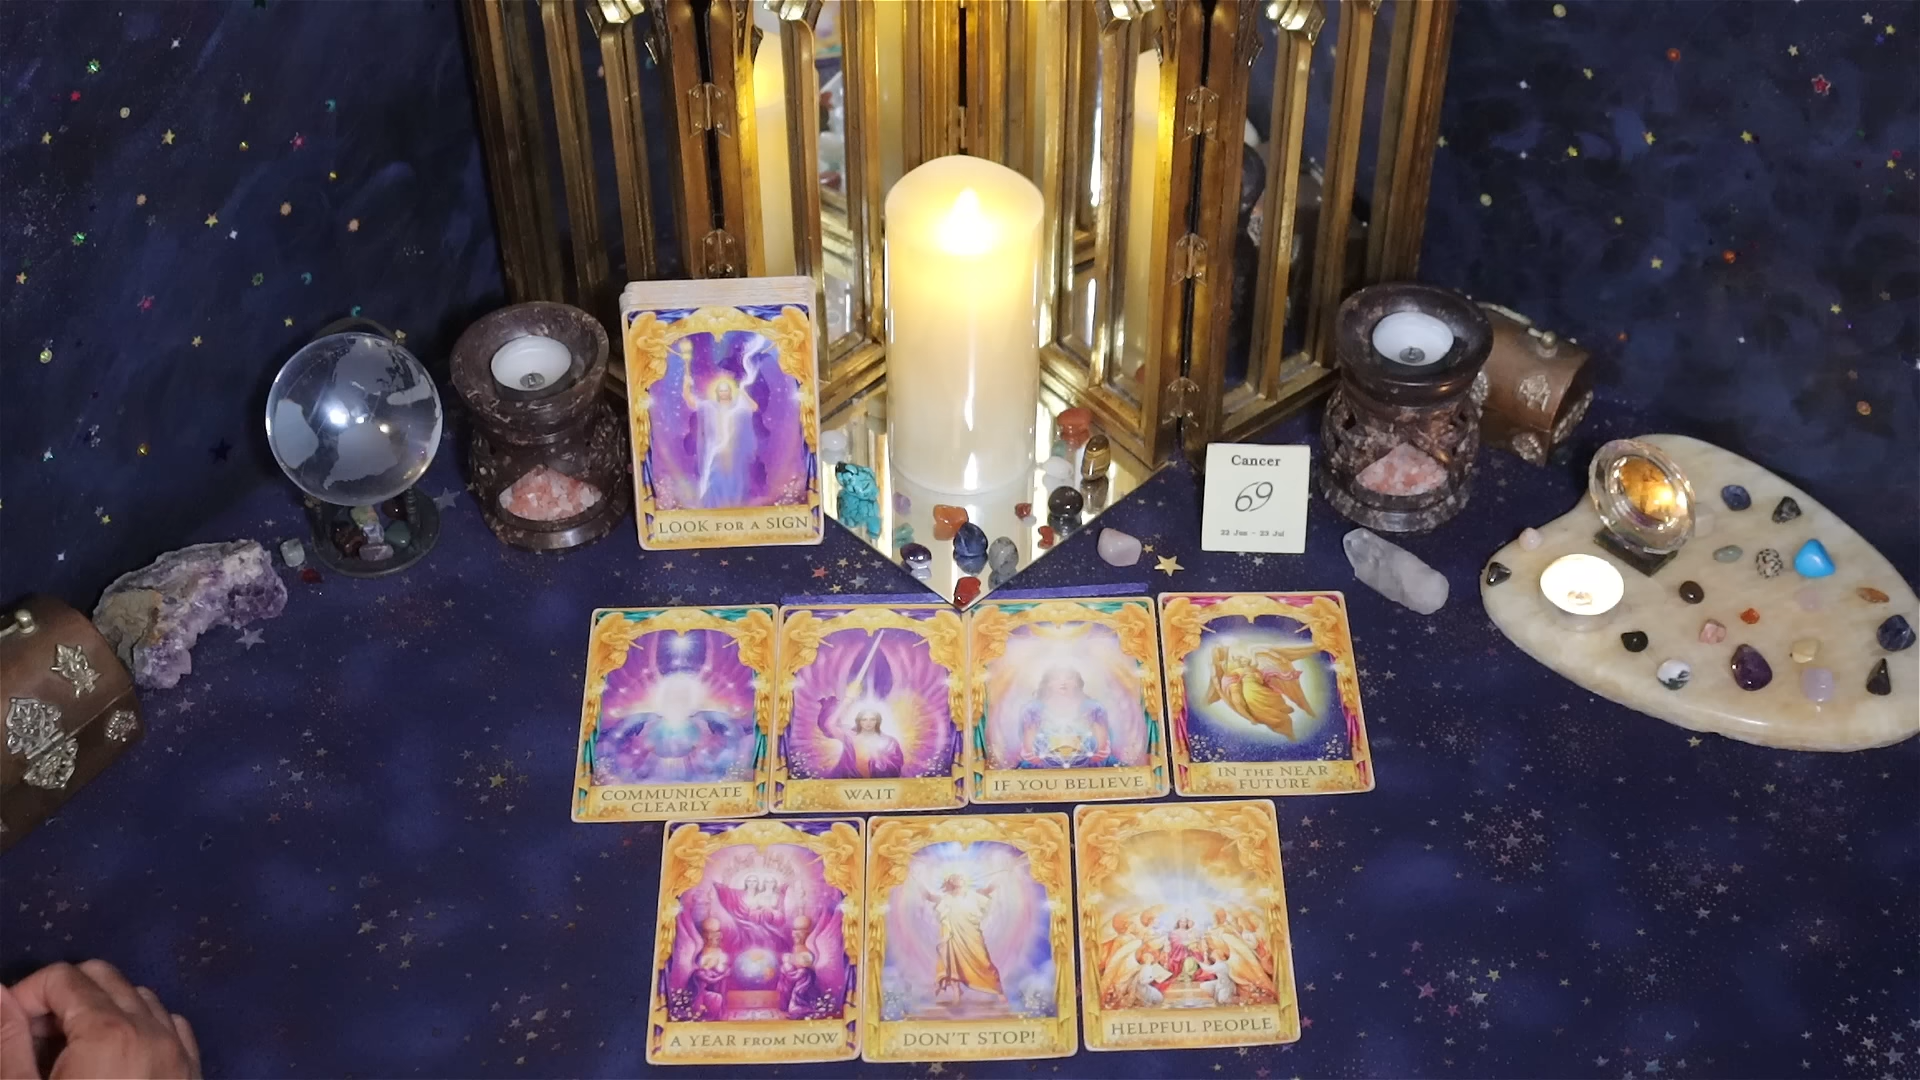 LOOK FOR A SIGN
Cancer
22 Jun - 23 Jul
COMMUNICATE
CLEARLY
WAIT
IF YOU BELIEVE
IN THE NEAR
FUTURE
A YEAR FROM NOW
DON'T STOP!
HELPFUL PEOPLE